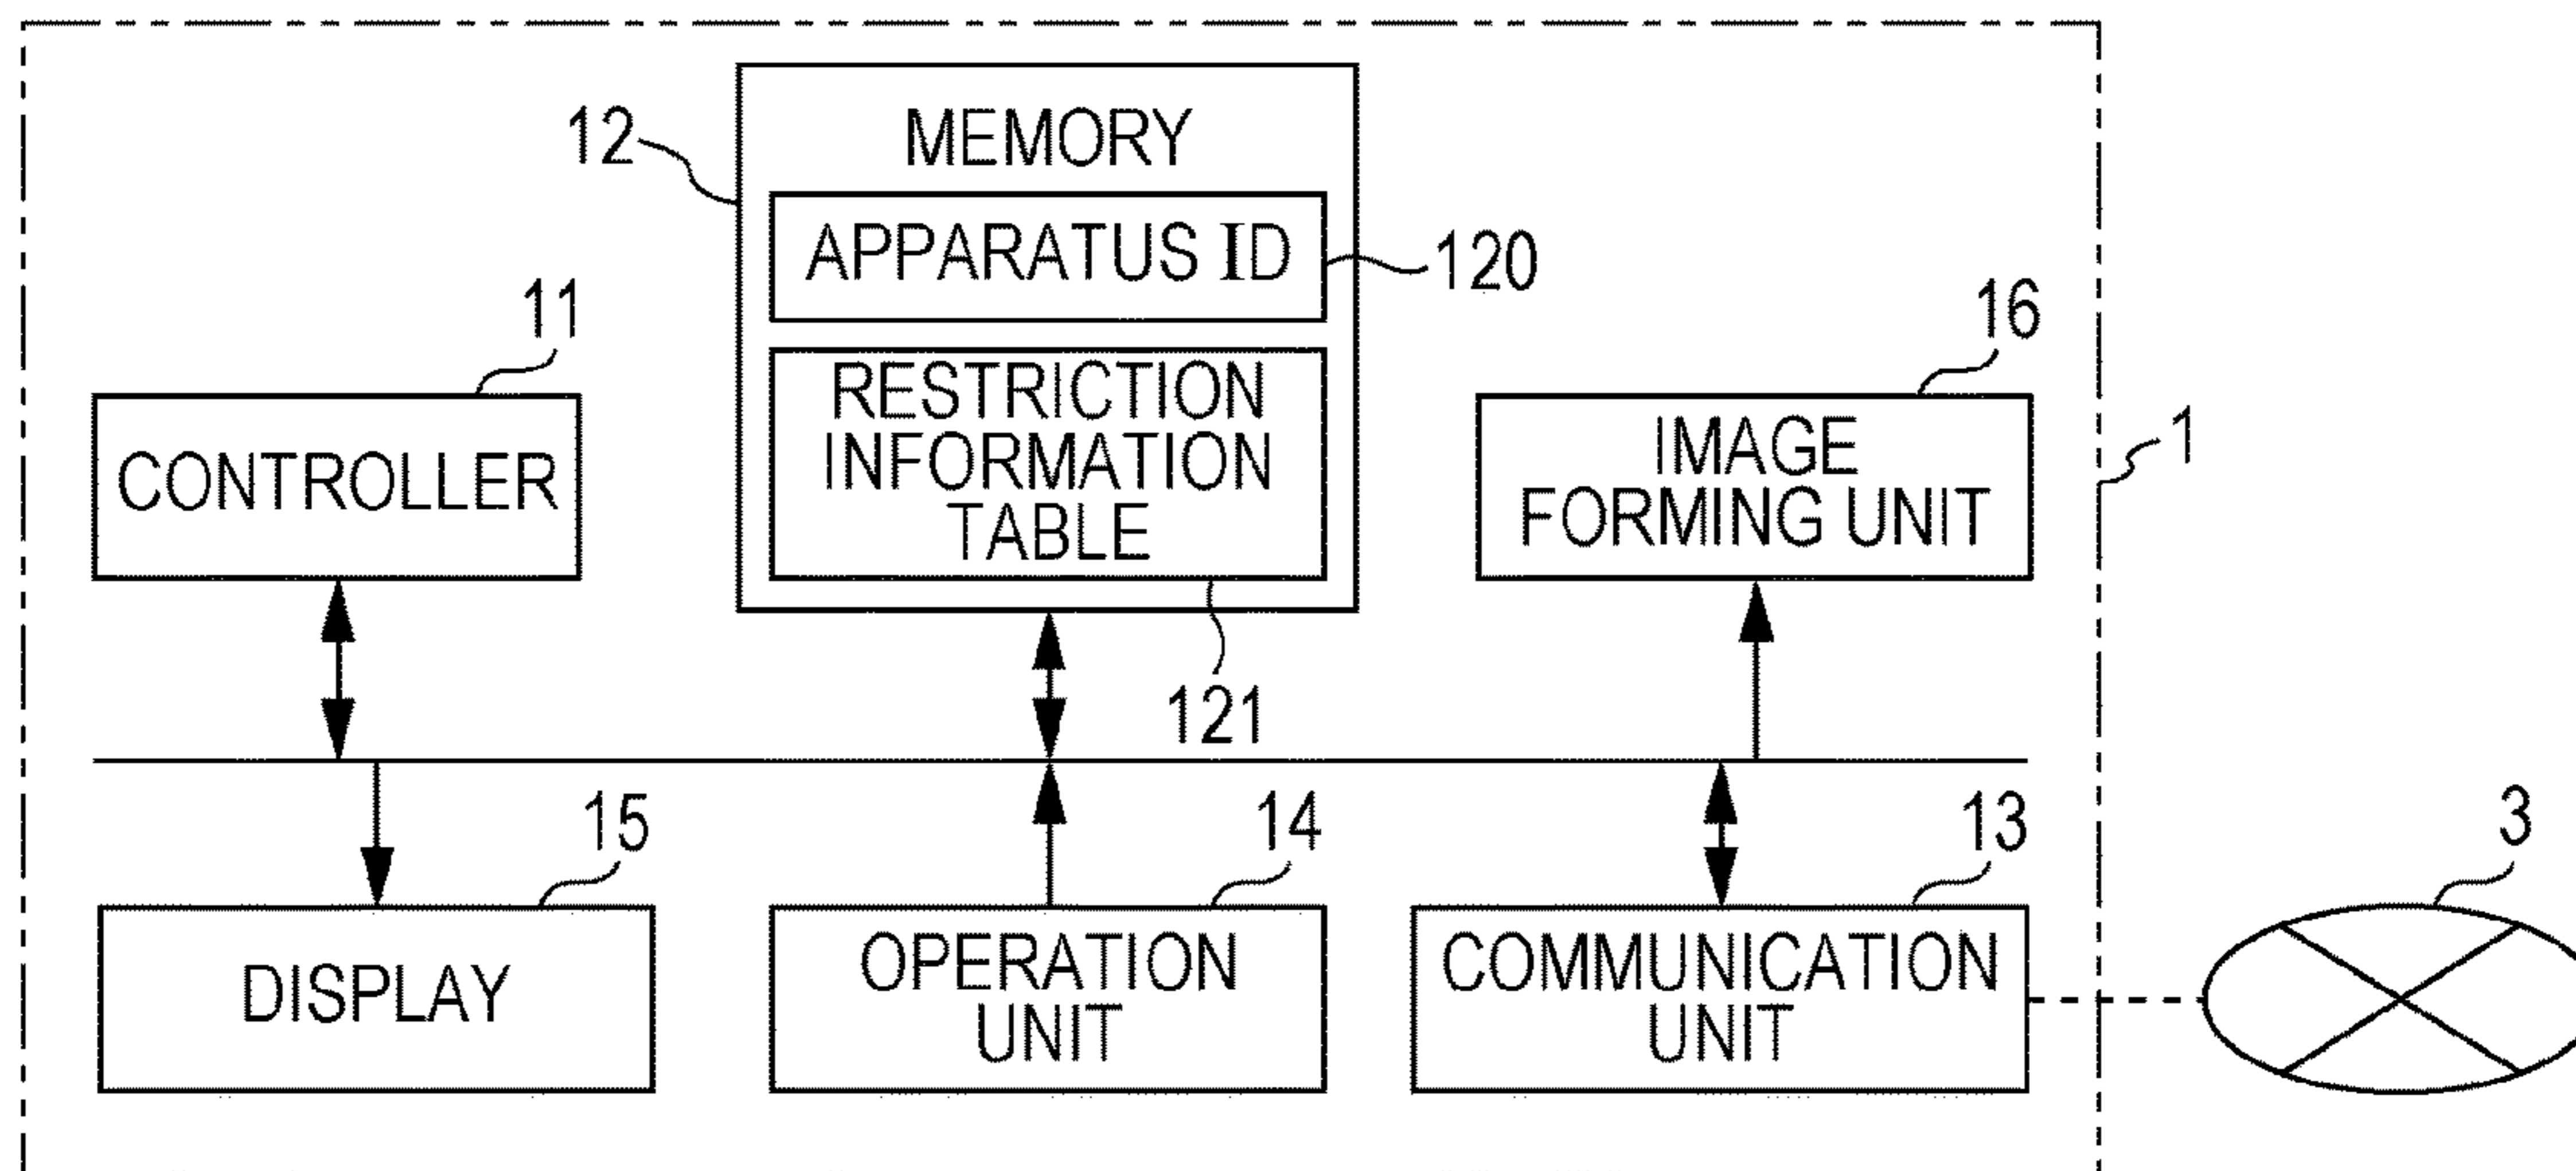 12
MEMORY
APPARATUS ID
120
11
16
CONTROLLER
RESTRICTION
INFORMATION
TABLE
IMAGE
FORMING UNIT
1
121
15
14
13
3
DISPLAY
OPERATION
UNIT
COMMUNICATION
UNIT